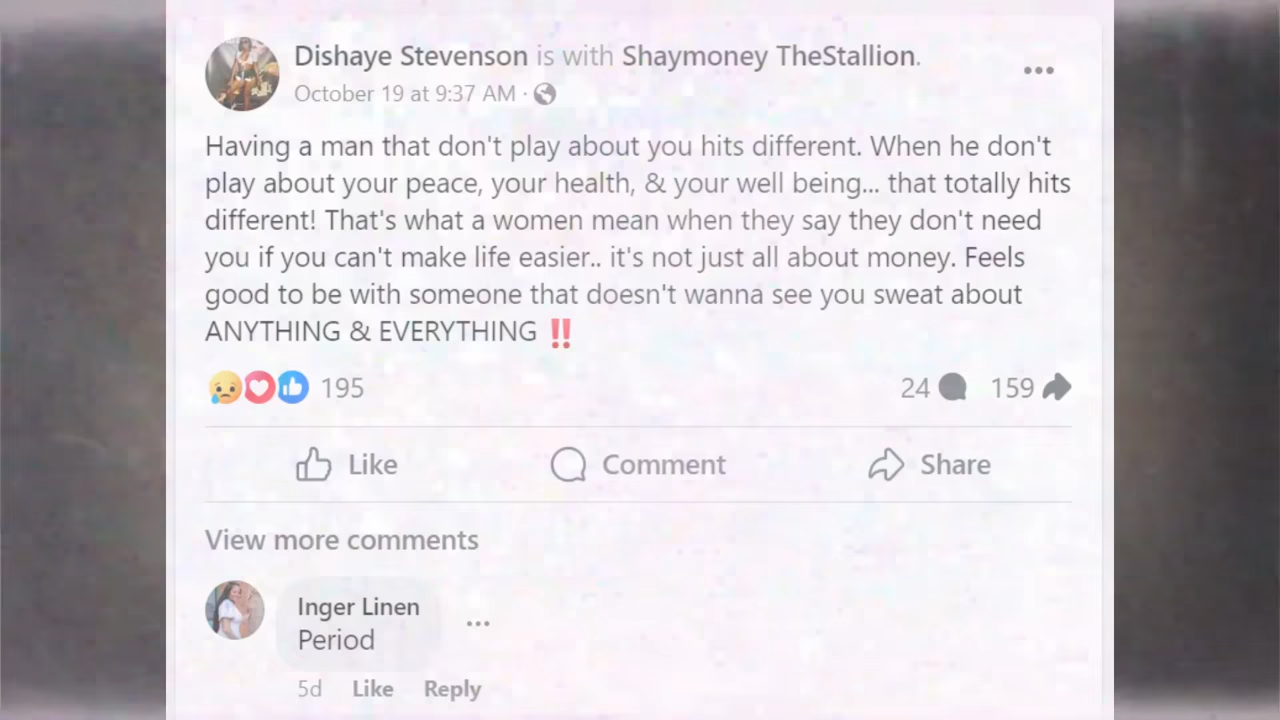 Dishaye Stevenson is with Shaymoney TheStallion.
October 19 at 9:37 AM ·
Having a man that don't play about you hits different. When he don't
play about your peace, your health, & your well being... that totally hits
different! That's what a women mean when they say they don't need
you if you can't make life easier.. it's not just all about money. Feels
good to be with someone that doesn't wanna see you sweat about
ANYTHING & EVERYTHING ‼️
195
24 159
Like Comment Share
View more comments
Inger Linen
Period
5d Like Reply